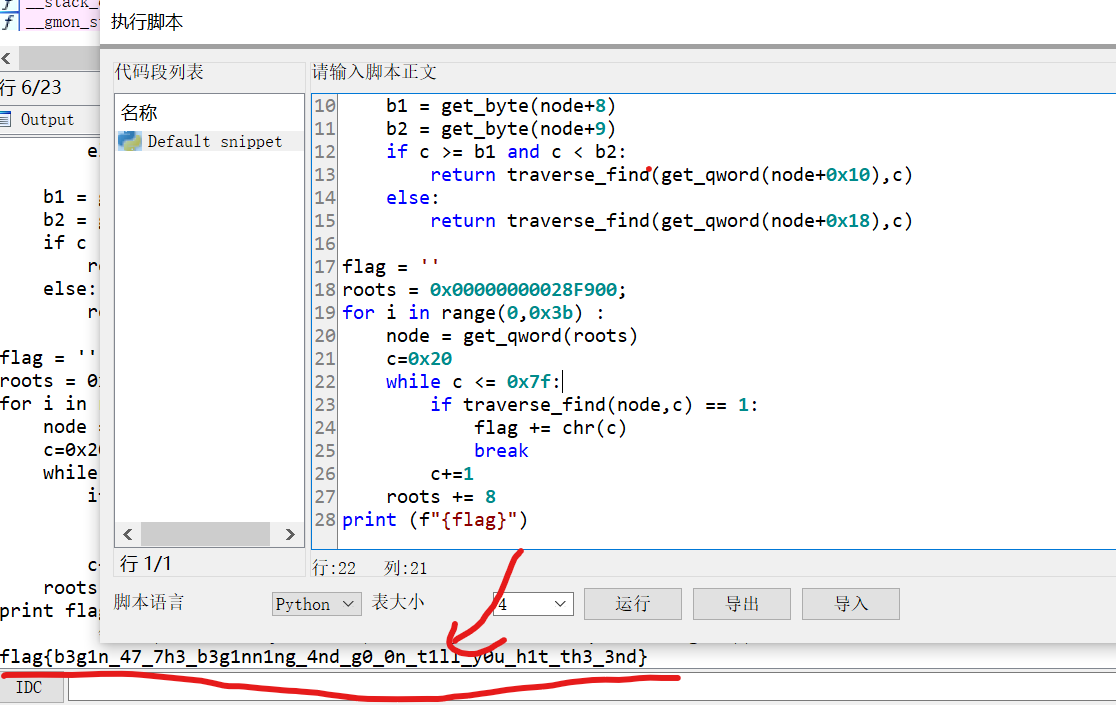 __stack_
__gmon_s
执行脚本
代码段列表
请输入脚本正文
行 6/23
名称
Output
Default snippet
10 b1 = get_byte(node+8)
11 b2 = get_byte(node+9)
12 if c >= b1 and c < b2:
13 return traverse_find(get_qword(node+0x10),c)
14 else:
15 return traverse_find(get_qword(node+0x18),c)
16
17 flag = ''
18 roots = 0x00000000028F900;
19 for i in range(0,0x3b) :
20 node = get_qword(roots)
21 c=0x20
22 while c <= 0x7f:
23 if traverse_find(node,c) == 1:
24 flag += chr(c)
25 break
26 c+=1
27 roots += 8
28 print (f"{flag}")
b1 =
b2 =
if c
else:
flag = ''
roots = 0
for i in
node
c=0x20
while
roots
print fla
行 1/1
行:22 列:21
脚本语言
Python
表大小
4
运行
导出
导入
flag{b3g1n_47_7h3_b3g1nn1ng_4nd_g0_0n_t1ll_y0u_h1t_th3_3nd}
IDC